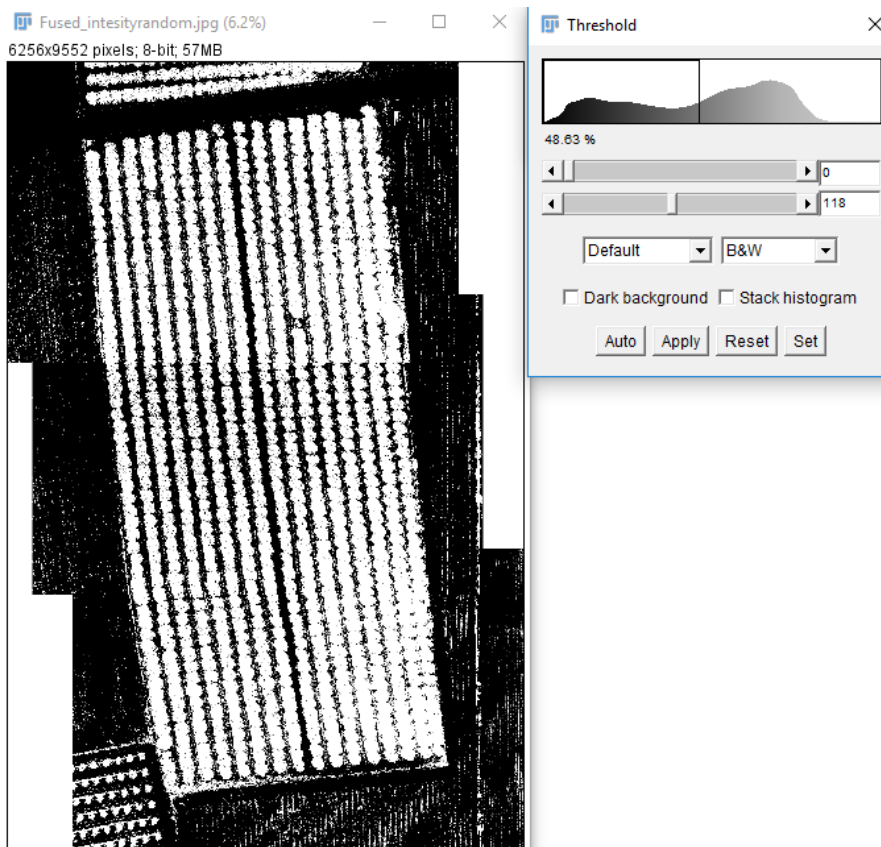 Fused_intesityrandom.jpg (6.2%)
6256x9552 pixels; 8-bit; 57MB
Threshold
48.63 %
0
118
Default B&W
Dark background Stack histogram
Auto Apply Reset Set